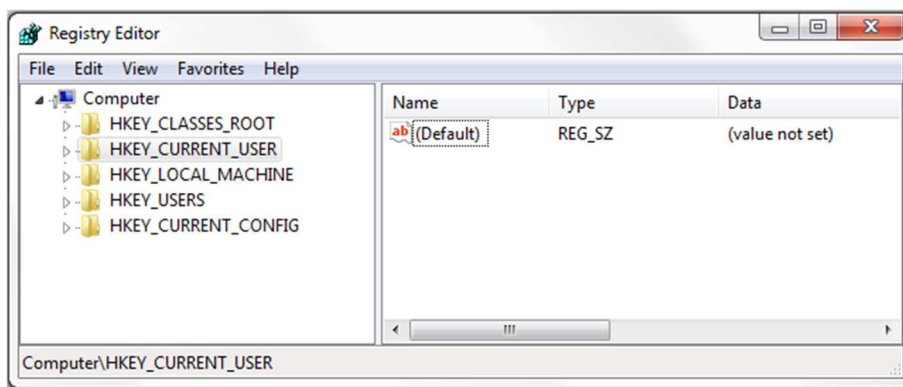 Registry Editor
File Edit View Favorites Help
Computer
HKEY_CLASSES_ROOT
HKEY_CURRENT_USER
HKEY_LOCAL_MACHINE
HKEY_USERS
HKEY_CURRENT_CONFIG
Name Type Data
ab (Default) REG_SZ (value not set)
Computer\HKEY_CURRENT_USER